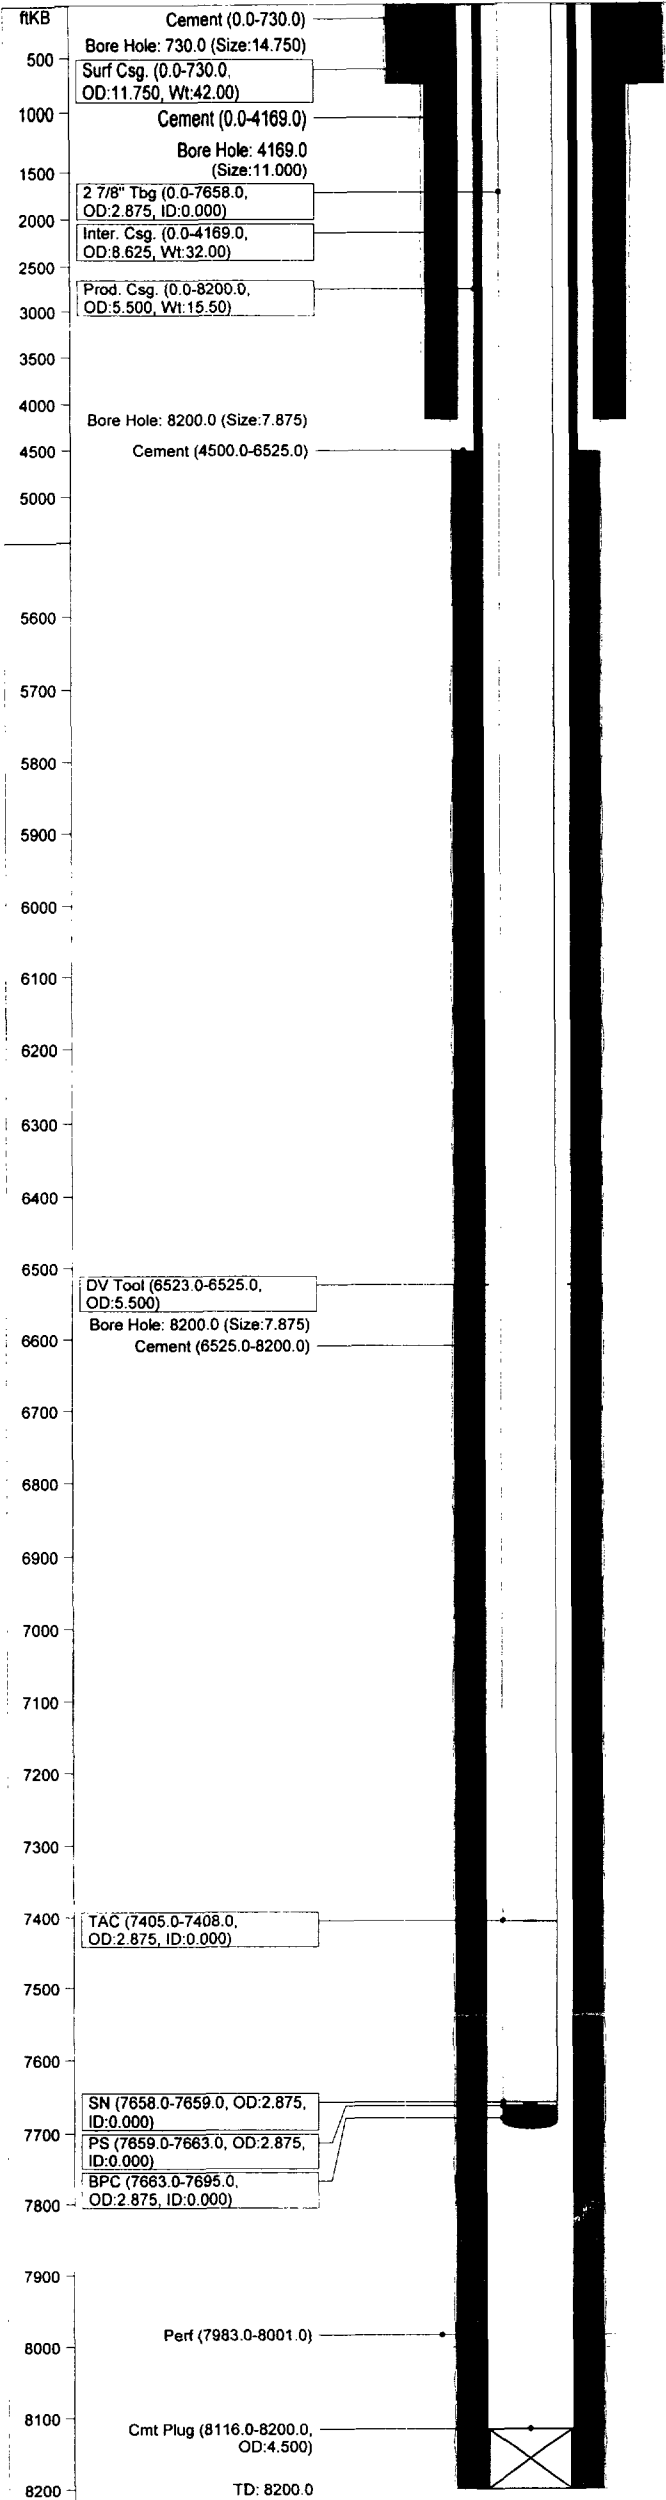 ftKB
Cement (0.0-730.0)
Bore Hole: 730.0 (Size:14.750)
500
Surf Csg. (0.0-730.0,
OD:11.750, Wt:42.00)
1000
Cement (0.0-4169.0)
Bore Hole: 4169.0
1500
(Size:11.000)
2 7/8" Tbg (0.0-7658.0,
OD:2.875, ID:0.000)
2000
Inter. Csg. (0.0-4169.0,
OD:8.625, Wt:32.00)
2500
Prod. Csg. (0.0-8200.0,
OD:5.500, Wt:15.50)
3000
3500
4000
Bore Hole: 8200.0 (Size:7.875)
4500
Cement (4500.0-6525.0)
5000
5600
5700
5800
5900
6000
6100
6200
6300
6400
6500
DV Tool (6523.0-6525.0,
OD:5.500)
Bore Hole: 8200.0 (Size:7.875)
6600
Cement (6525.0-8200.0)
6700
6800
6900
7000
7100
7200
7300
7400
TAC (7405.0-7408.0,
OD:2.875, ID:0.000)
7500
7600
SN (7658.0-7659.0, OD:2.875,
ID:0.000)
7700
PS (7659.0-7663.0, OD:2.875,
ID:0.000)
BPC (7663.0-7695.0,
OD:2.875, ID:0.000)
7800
7900
Perf (7983.0-8001.0)
8000
8100
Cmt Plug (8116.0-8200.0,
OD:4.500)
8200
TD: 8200.0